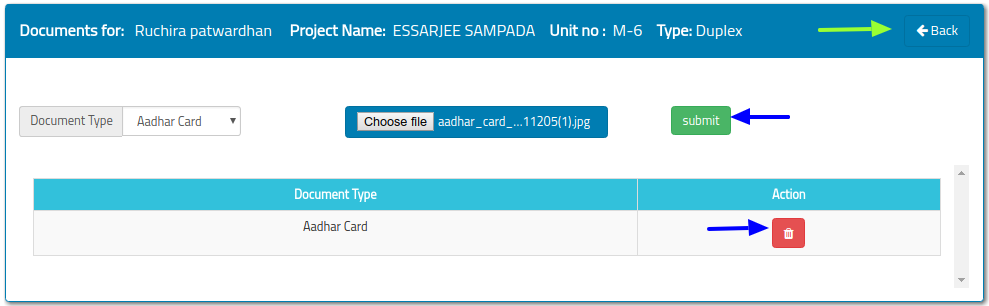 Documents for: Ruchira patwardhan Project Name: ESSARJEE SAMPADA Unit no : M-6 Type: Duplex Back
Document Type Aadhar Card Choose file aadhar_card_...11205(1).jpg submit
Document Type Action
Aadhar Card